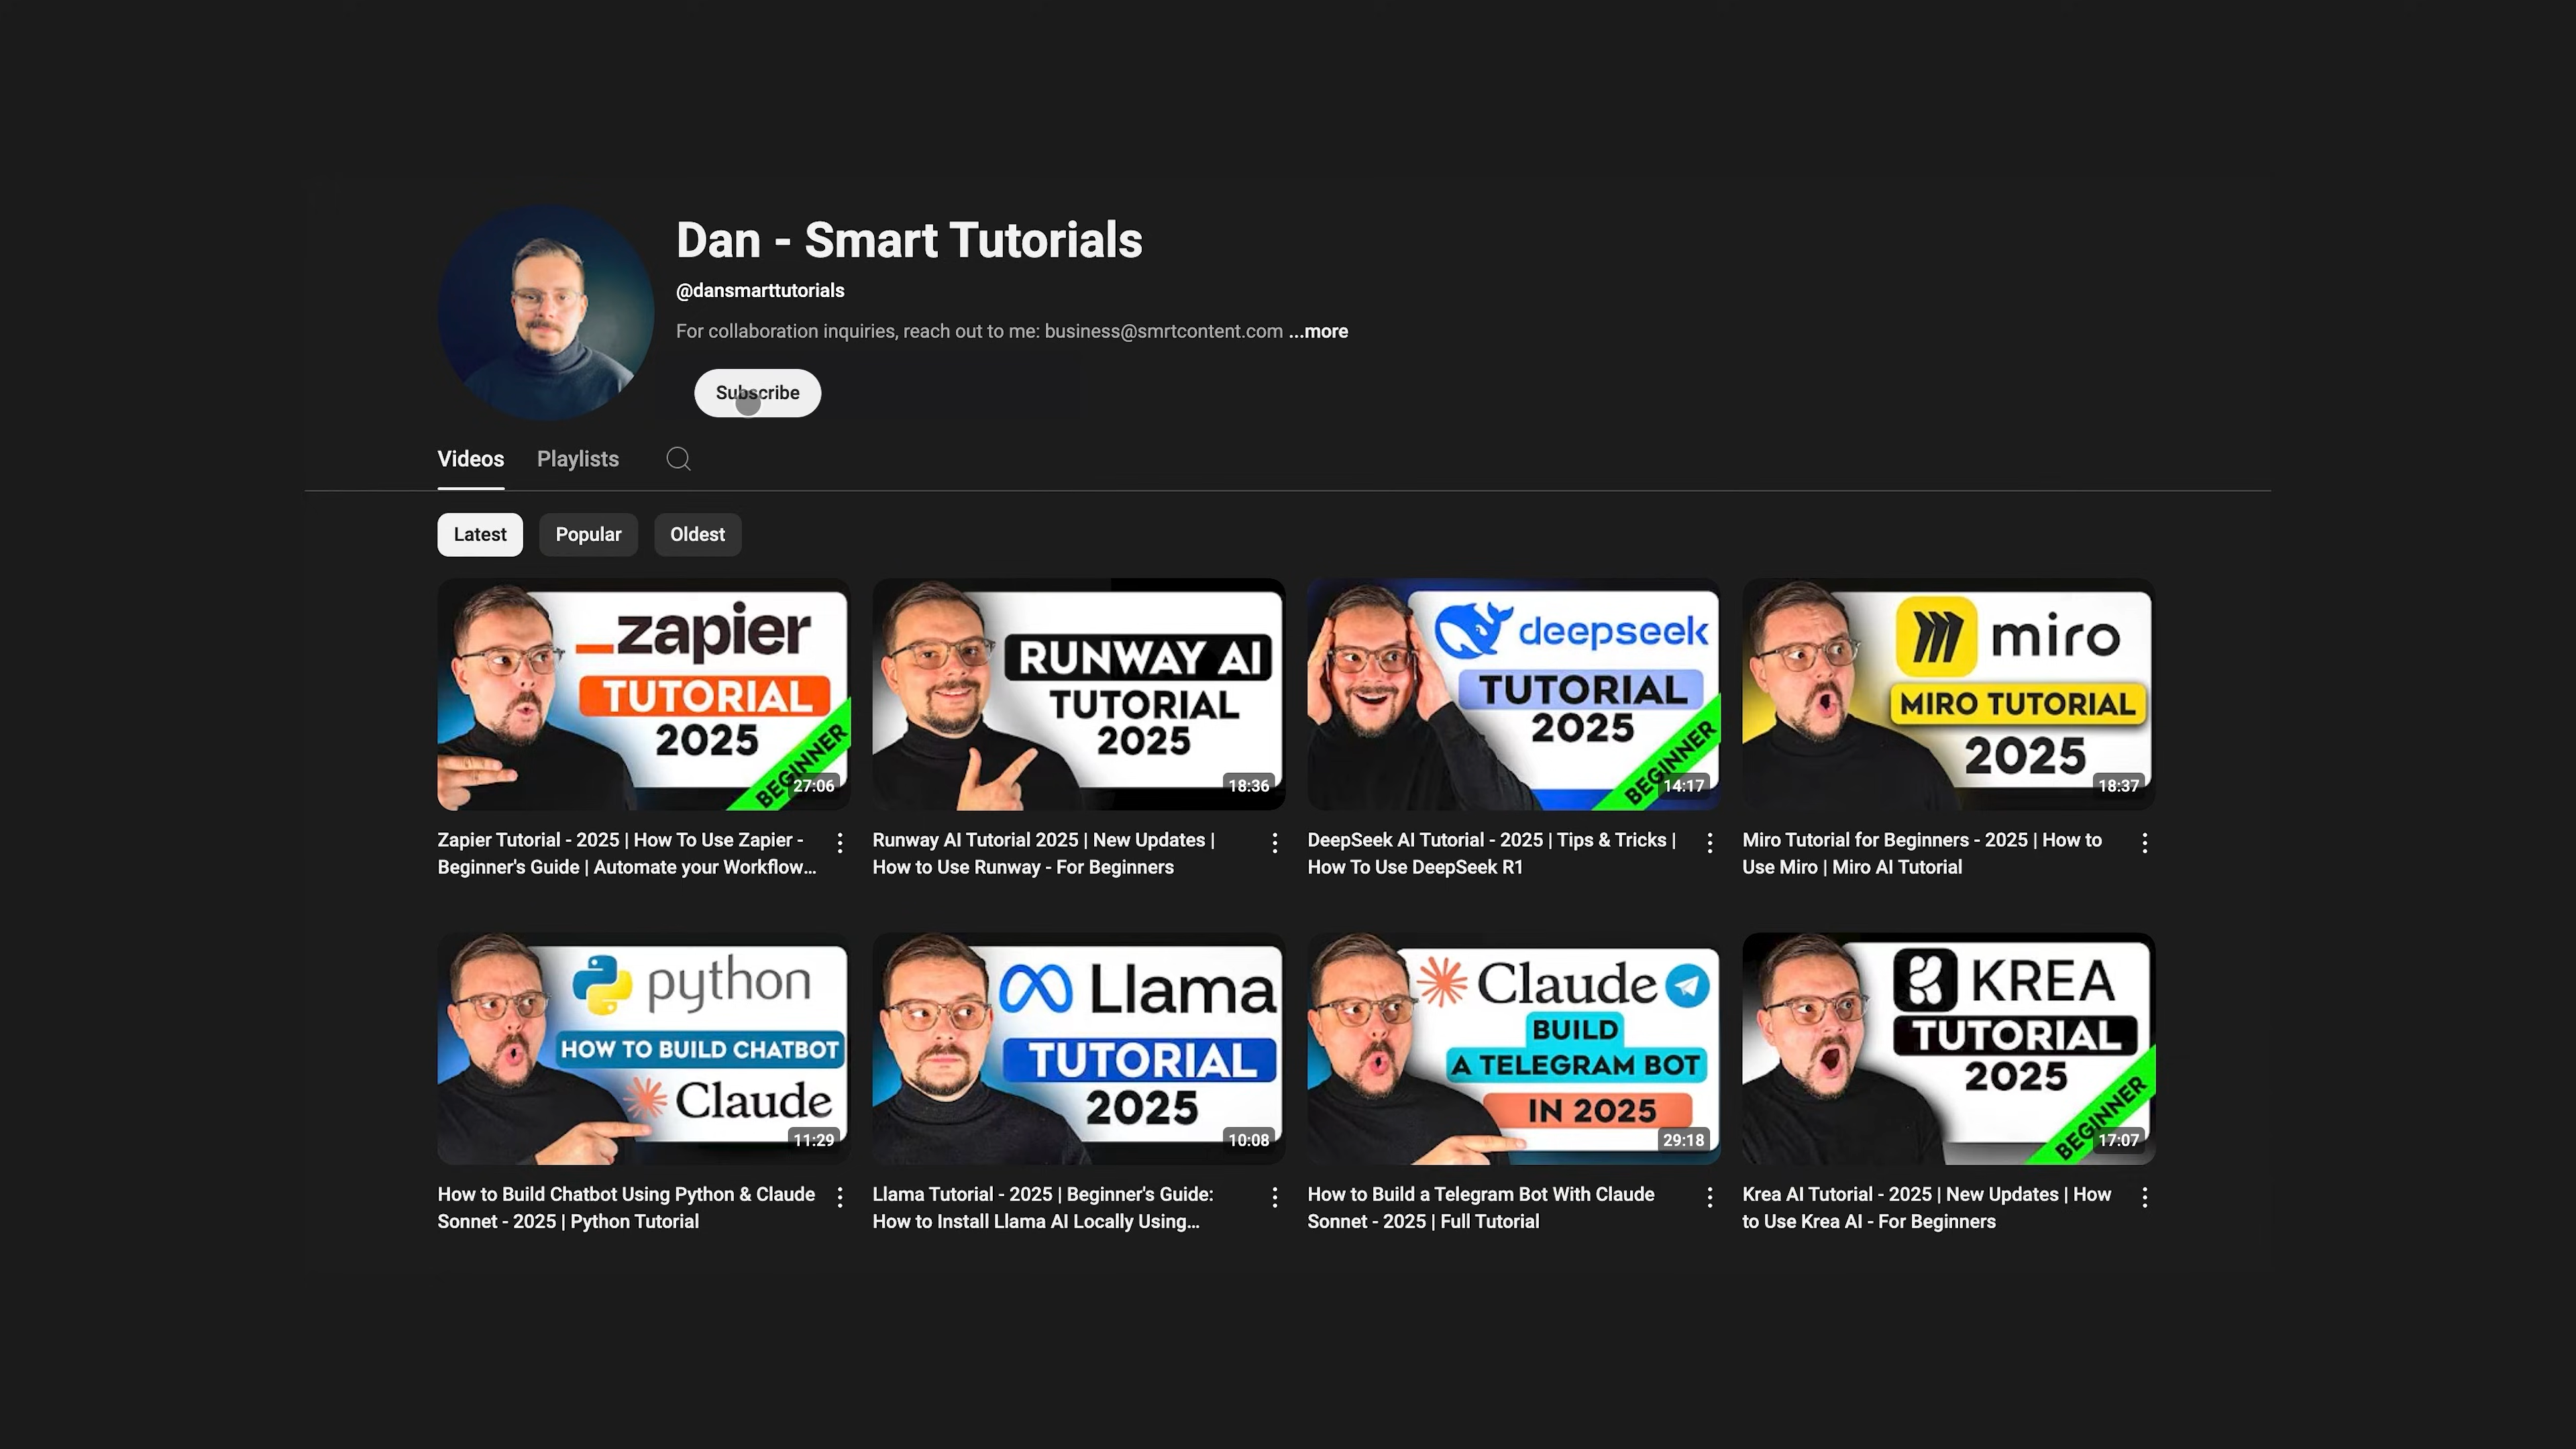 Dan - Smart Tutorials
@dansmarttutorials
For collaboration inquiries, reach out to me: business@smrtcontent.com ...more
Subscribe
Videos
Playlists
Latest
Popular
Oldest
zapier
TUTORIAL
2025
BEGINNER
27:06
RUNWAY AI
TUTORIAL
2025
18:36
deepseek
TUTORIAL
2025
BEGINNER
14:17
miro
MIRO TUTORIAL
2025
18:37
Zapier Tutorial - 2025 | How To Use Zapier -
Beginner's Guide | Automate your Workflow...
Runway AI Tutorial 2025 | New Updates |
How to Use Runway - For Beginners
DeepSeek AI Tutorial - 2025 | Tips & Tricks |
How To Use DeepSeek R1
Miro Tutorial for Beginners - 2025 | How to
Use Miro | Miro AI Tutorial
python
HOW TO BUILD CHATBOT
Claude
11:29
Llama
TUTORIAL
2025
10:08
Claude
BUILD
A TELEGRAM BOT
IN 2025
29:18
KREA
TUTORIAL
2025
BEGINNER
17:07
How to Build Chatbot Using Python & Claude
Sonnet - 2025 | Python Tutorial
Llama Tutorial - 2025 | Beginner's Guide:
How to Install Llama AI Locally Using...
How to Build a Telegram Bot With Claude
Sonnet - 2025 | Full Tutorial
Krea AI Tutorial - 2025 | New Updates | How
to Use Krea AI - For Beginners